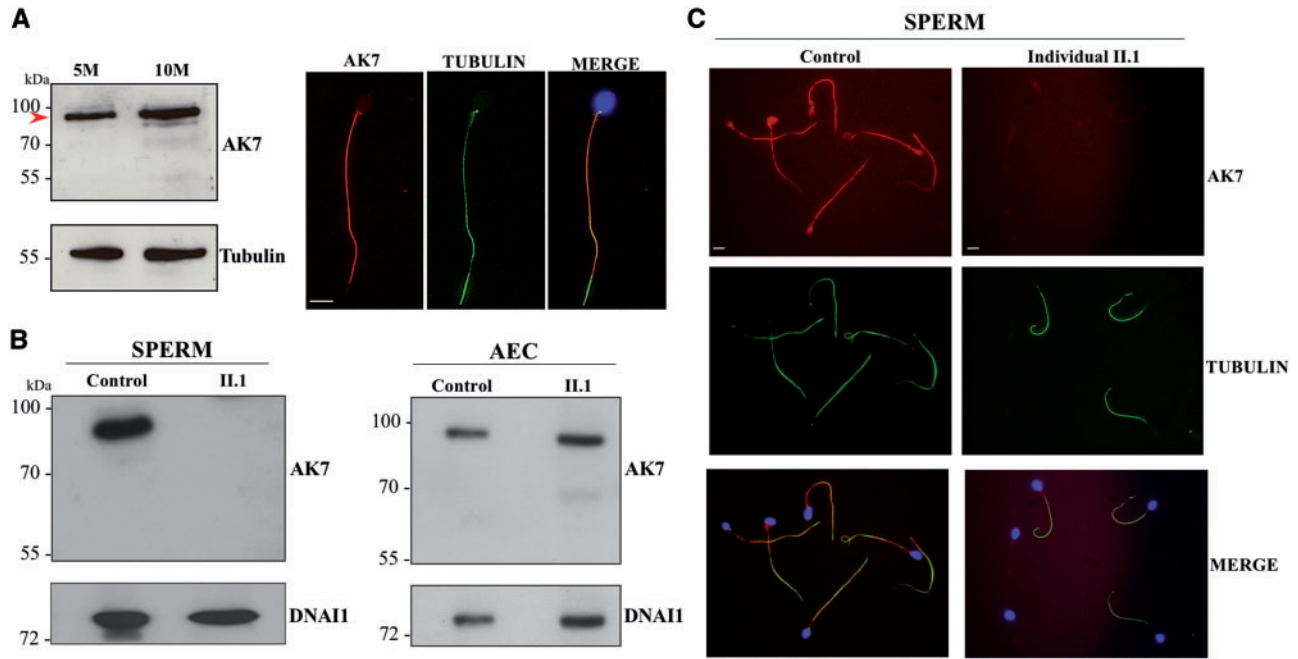 A
kDa
5M 10M
100
70
55
AK7
55
Tubulin
AK7 TUBULIN MERGE
B
SPERM
kDa
Control II.1
100
70
55
AK7
72
DNAI1
AEC
Control II.1
100
70
55
AK7
72
DNAI1
C
SPERM
Control Individual II.1
AK7
TUBULIN
MERGE